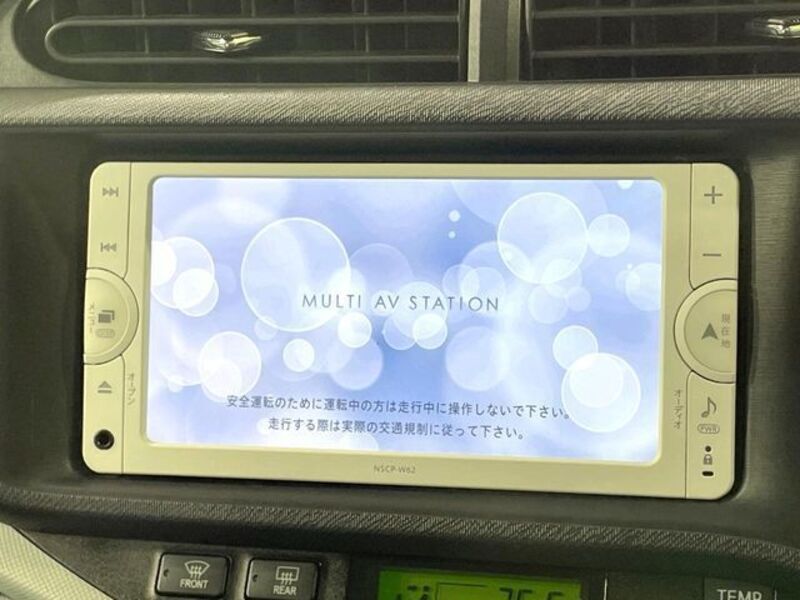 MULTI AV STATION
安全運転のために運転中の方は走行中に操作しないで下さい。
走行する際は実際の交通規制に従って下さい。
メニュー
オープン
現在地
オーディオ
PWR
NSCP-W62
FRONT
REAR
TEMP